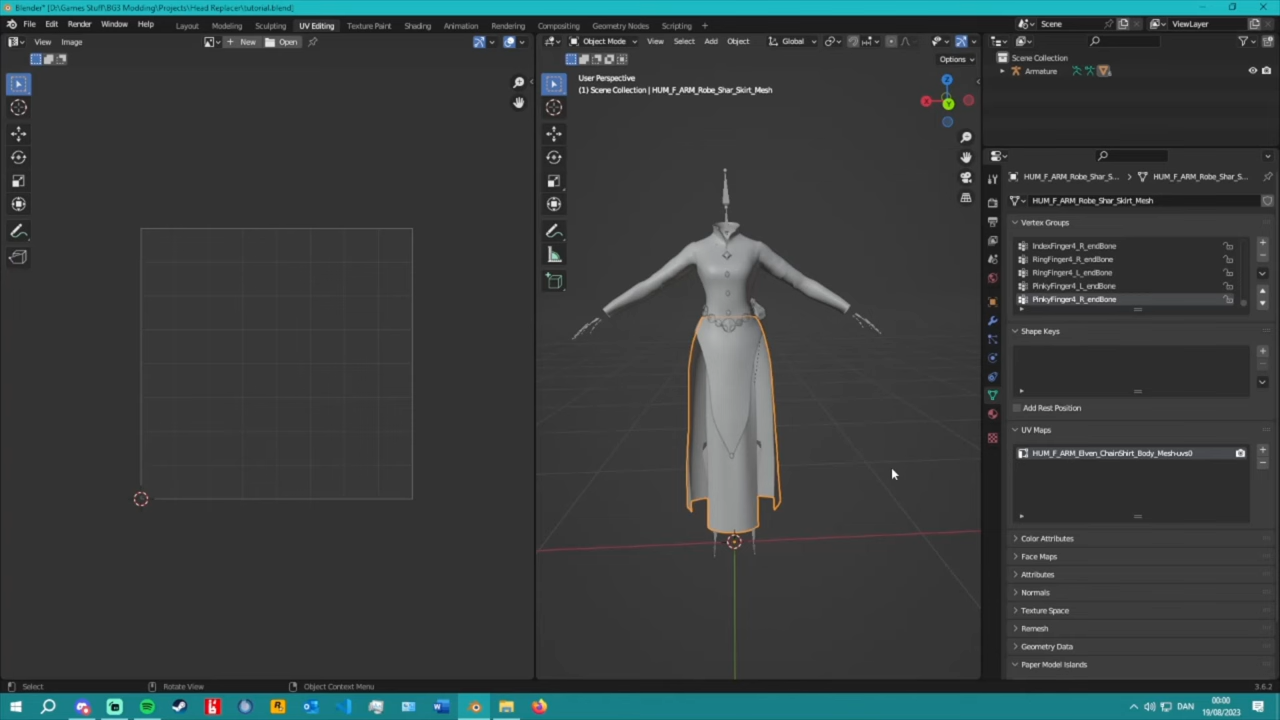 Blender* [D:\Games Stuff\BG3 Modding\Projects\Head Replacer\tutorial.blend]
File Edit Render Window Help Layout Modeling Sculpting UV Editing Texture Paint Shading Animation Rendering Compositing Geometry Nodes Scripting + Scene ViewLayer
View Image New Open Object Mode View Select Add Object Global
Options
Scene Collection
Armature
User Perspective
(1) Scene Collection | HUM_F_ARM_Robe_Shar_Skirt_Mesh
Z
X
Y
HUM_F_ARM_Robe_Shar_S... HUM_F_ARM_Robe_Shar_S...
HUM_F_ARM_Robe_Shar_Skirt_Mesh
Vertex Groups
IndexFinger4_R_endBone
RingFinger4_R_endBone
RingFinger4_L_endBone
PinkyFinger4_L_endBone
PinkyFinger4_R_endBone
Shape Keys
Add Rest Position
UV Maps
HUM_F_ARM_Elven_ChainShirt_Body_Mesh-uvs0
Color Attributes
Face Maps
Attributes
Normals
Texture Space
Remesh
Geometry Data
Paper Model Islands
Select Rotate View Object Context Menu 3.6.2
DAN
00:00
19/08/2023